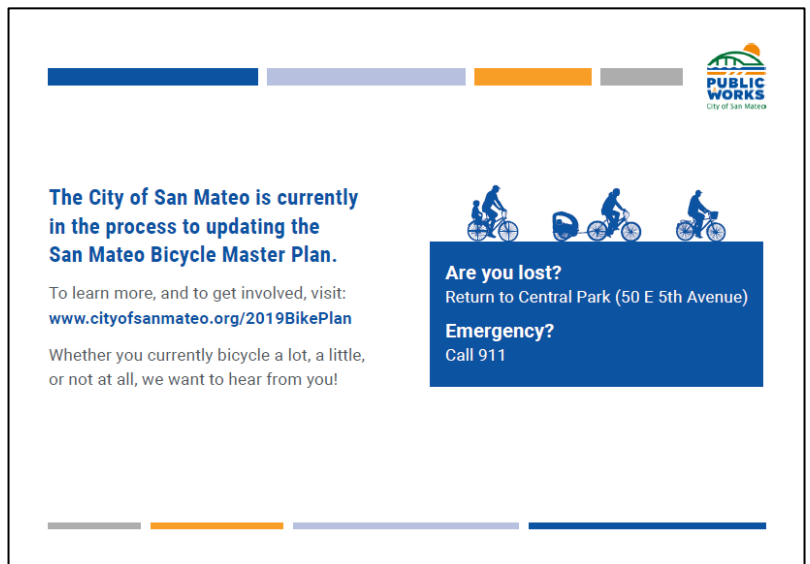 PUBLIC
WORKS
City of San Mateo
The City of San Mateo is currently
in the process to updating the
San Mateo Bicycle Master Plan.
To learn more, and to get involved, visit:
www.cityofsanmateo.org/2019BikePlan
Whether you currently bicycle a lot, a little,
or not at all, we want to hear from you!
Are you lost?
Return to Central Park (50 E 5th Avenue)
Emergency?
Call 911